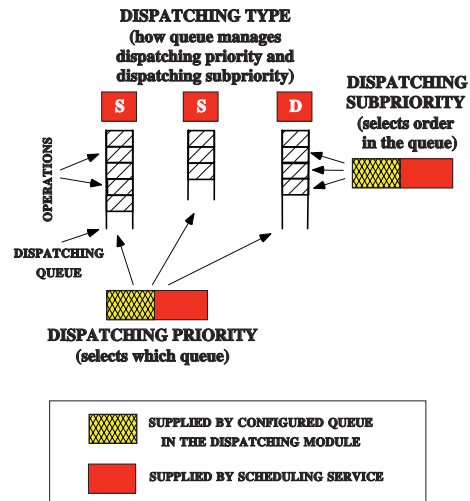 DISPATCHING TYPE
(how queue manages
dispatching priority and
dispatching subpriority)
S
S
D
DISPATCHING
SUBPRIORITY
(selects order
in the queue)
OPERATIONS
DISPATCHING
QUEUE
DISPATCHING PRIORITY
(selects which queue)
SUPPLIED BY CONFIGURED QUEUE
IN THE DISPATCHING MODULE
SUPPLIED BY SCHEDULING SERVICE